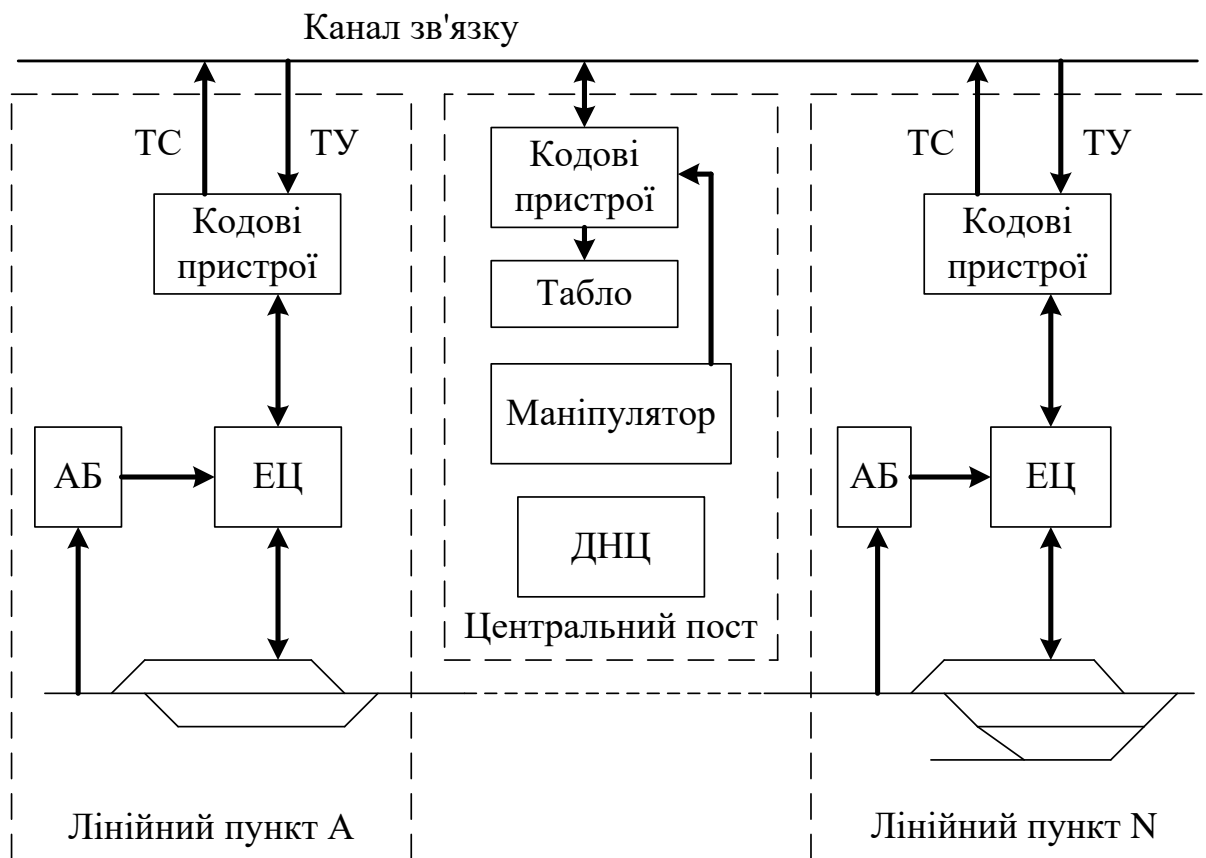 Канал зв'язку
ТС
ТУ
Кодові
пристрої
АБ
ЕЦ
Лінійний пункт А
Кодові
пристрої
Табло
Маніпулятор
ДНЦ
Центральний пост
ТС
ТУ
Кодові
пристрої
АБ
ЕЦ
Лінійний пункт N